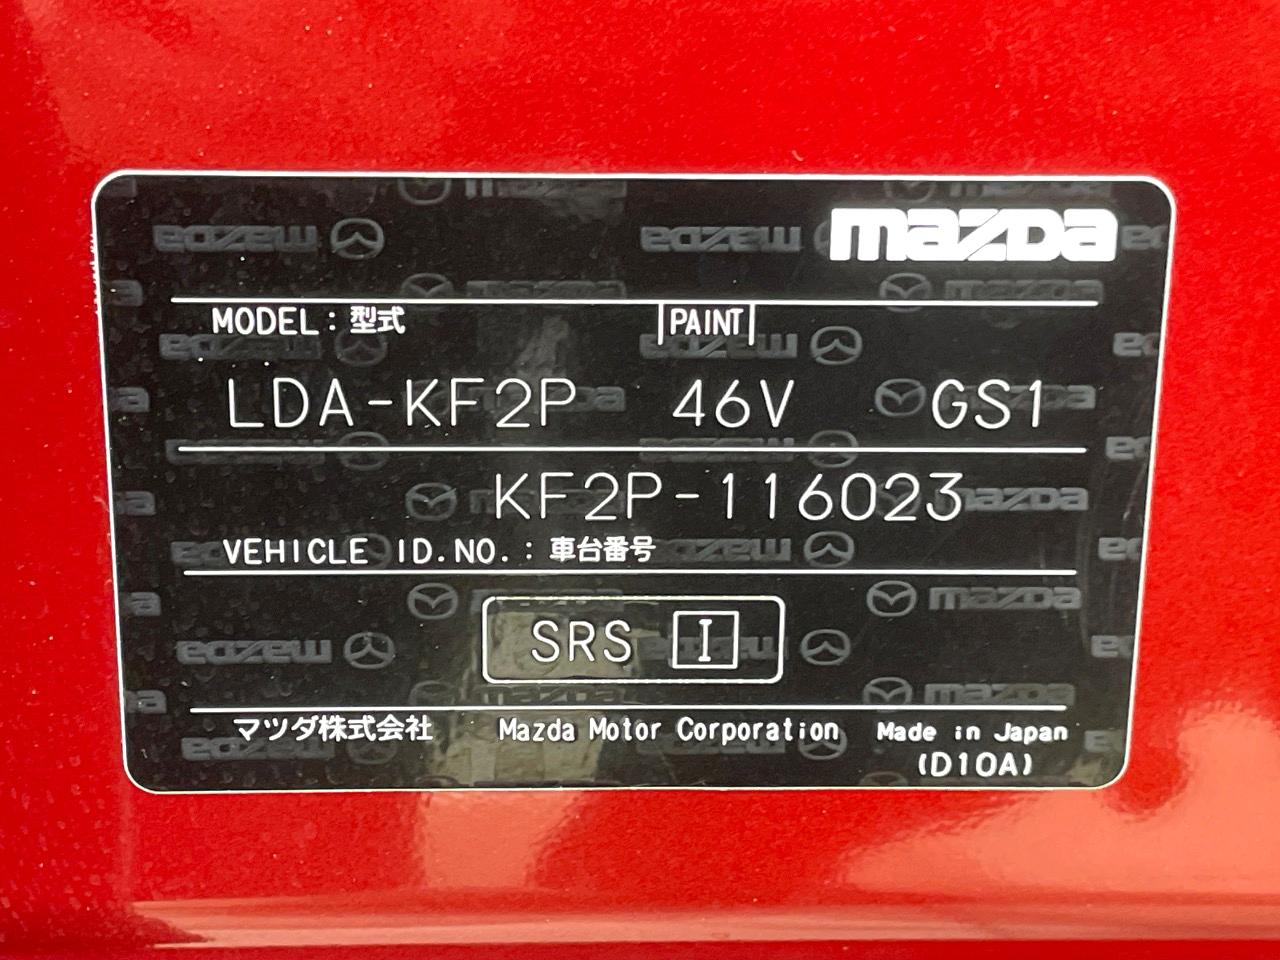 mazda
MODEL: 型式 PAINT
LDA-KF2P 46V GS1
KF2P-116023
VEHICLE ID.NO.: 車台番号
SRS I
マツダ株式会社 Mazda Motor Corporation Made in Japan
(D10A)